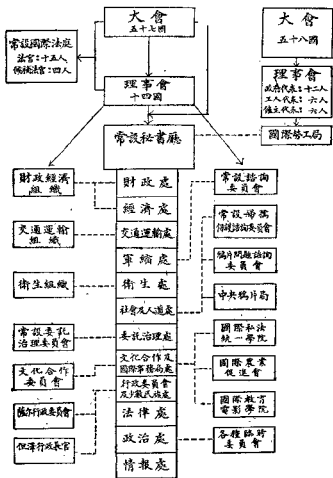 大會
五十七國
大會
五十八國
常設國際法庭
法官：十五人
候補法官：四人
理事會
十四國
理事會
政府代表：十二人
工人代表：六人
僱主代表：六人
常設秘書廳
國際勞工局
財政經濟
組織
交通運輸
組織
衛生組織
常設委託
治理委員會
文化合作
委員會
薩爾行政委員會
但澤行政長官
財政處
經濟處
交通運輸處
軍縮處
衛生處
社會及人道處
委託治理處
文化合作及
國際事務局處
行政委員會
及少數民族處
法律處
政治處
情報處
常設諮詢
委員會
常設婦孺
諮詢委員會
鴉片問題諮詢
委員會
中央鴉片局
國際私法
統一學院
國際農業
促進會
國際教育
電影學院
各種臨時
委員會